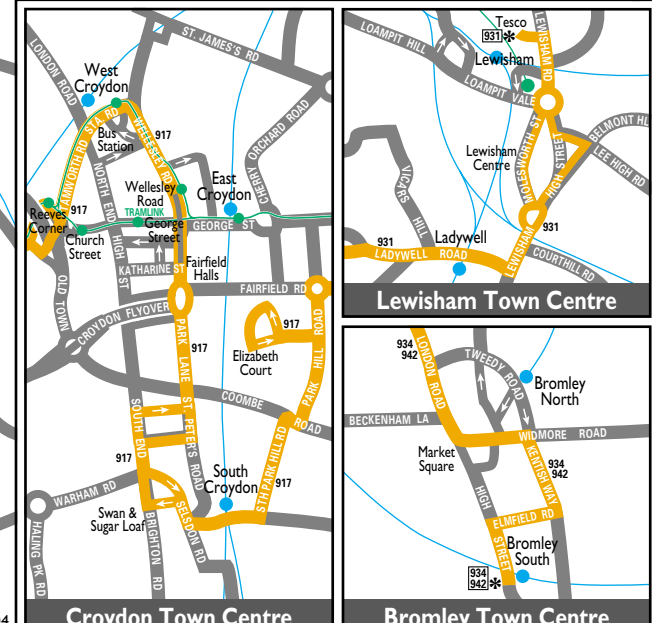 ST. JAMES'S RD
LONDON ROAD
West
Croydon
TAMWORTH RD
STA. RD
Bus
Station
917
WELLESLEY RD
NORTH END
CHERRY ORCHARD ROAD
East
Croydon
Wellesley
Road
TRAMLINK
917
Reeves
Corner
Church
Street
George
Street
GEORGE ST
HIGH ST
KATHARINE ST
Fairfield
Halls
FAIRFIELD RD
OLD TOWN
CROYDON FLYOVER
PARK LANE
917
917
Elizabeth
Court
PARK HILL ROAD
COOMBE ROAD
SOUTH END
ST. PETER'S ROAD
917
STH PARK HILL RD
917
WARHAM RD
South
Croydon
Swan &
Sugar Loaf
SELSDON RD
BRIGHTON RD
HALING PK RD
Croydon Town Centre
Tesco
931 *
LEWISHAM RD
LOAMPIT HILL
Lewisham
LOAMPIT VALE
BELMONT HL
LEE HIGH RD
Lewisham
Centre
MOLESWORTH ST
HIGH STREET
VICARS HILL
931
931
Ladywell
LADYWELL ROAD
LEWISHAM
COURTHILL RD
Lewisham Town Centre
934
942
LONDON ROAD
TWEEDY ROAD
Bromley
North
BECKENHAM LA
WIDMORE ROAD
Market
Square
KENTISH WAY
934
942
HIGH STREET
ELMFIELD RD
Bromley
South
934
942 *
Bromley Town Centre